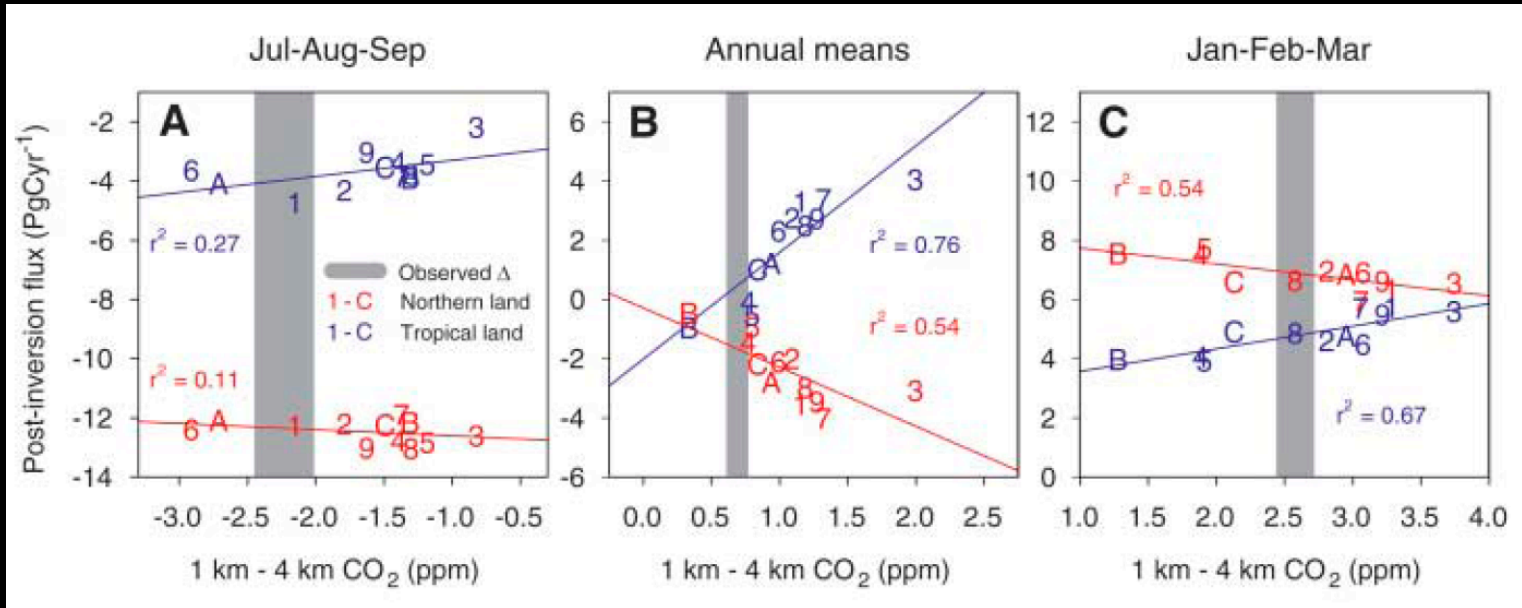 Jul-Aug-Sep
Annual means
Jan-Feb-Mar
Post-inversion flux (PgCyr⁻¹)
A
-2
-4
-6
-8
-10
-12
-14
r² = 0.27
Observed Δ
1 - C Northern land
1 - C Tropical land
r² = 0.11
-3.0 -2.5 -2.0 -1.5 -1.0 -0.5
1 km - 4 km CO₂ (ppm)
B
6
4
2
0
-2
-4
-6
r² = 0.76
r² = 0.54
0.0 0.5 1.0 1.5 2.0 2.5
1 km - 4 km CO₂ (ppm)
C
12
10
8
6
4
2
0
r² = 0.54
r² = 0.67
1.0 1.5 2.0 2.5 3.0 3.5 4.0
1 km - 4 km CO₂ (ppm)